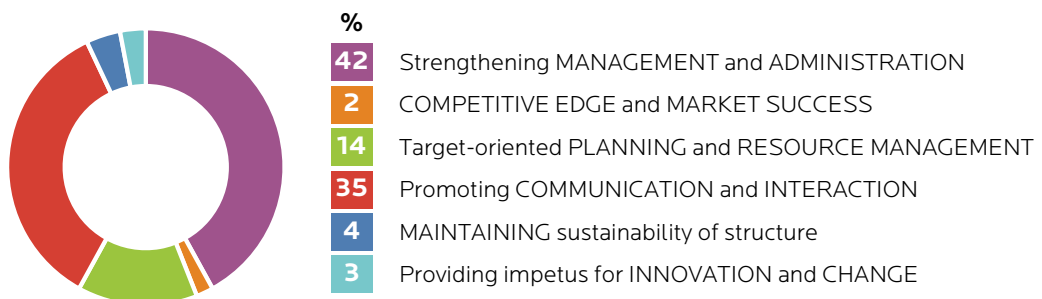 %
42 Strengthening MANAGEMENT and ADMINISTRATION
2 COMPETITIVE EDGE and MARKET SUCCESS
14 Target-oriented PLANNING and RESOURCE MANAGEMENT
35 Promoting COMMUNICATION and INTERACTION
4 MAINTAINING sustainability of structure
3 Providing impetus for INNOVATION and CHANGE